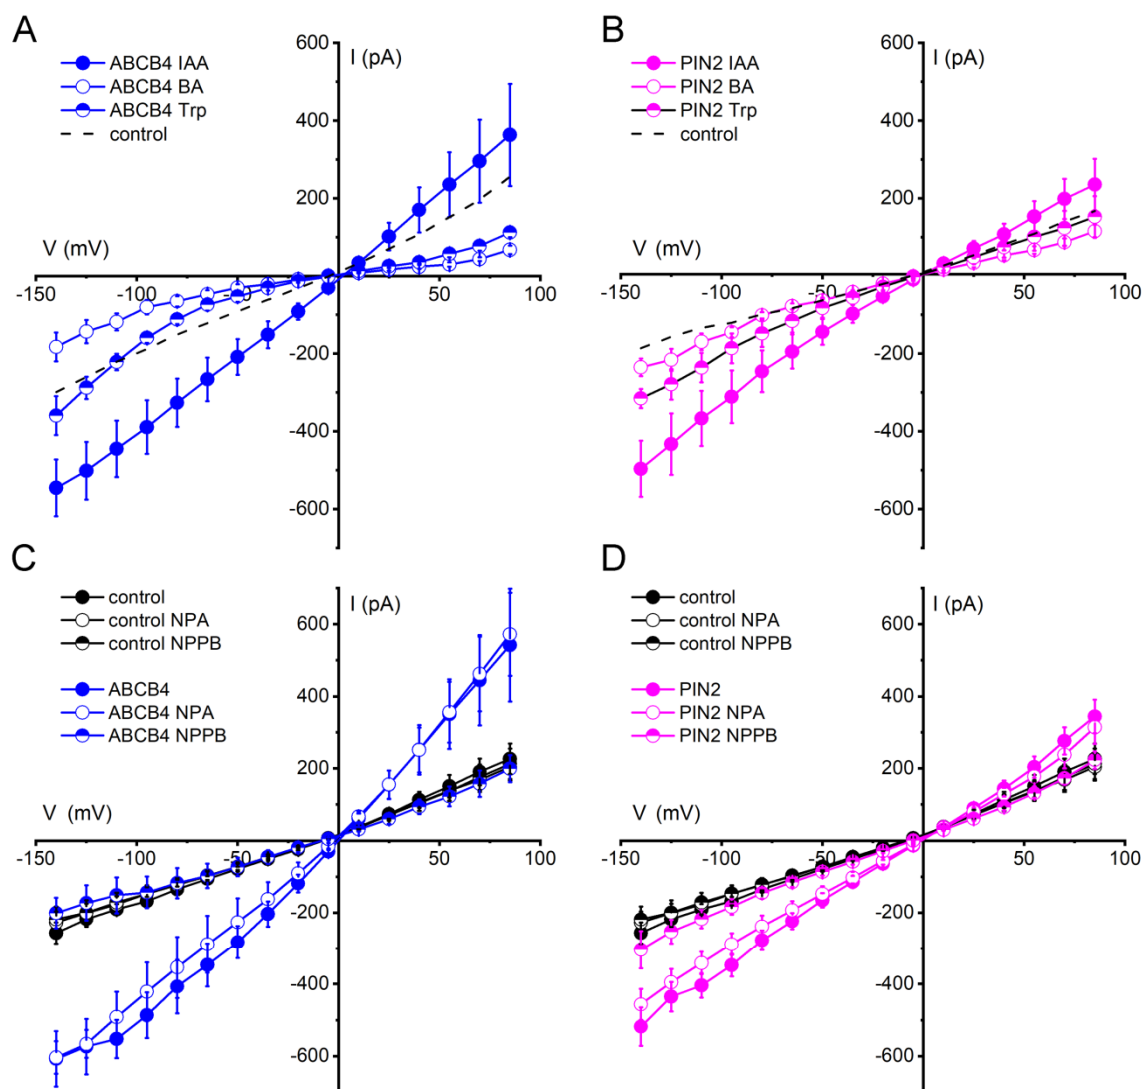 A
ABCB4 IAA
ABCB4 BA
ABCB4 Trp
control
I (pA)
V (mV)
600
400
200
0
-200
-400
-600
-150
-100
-50
50
100
B
PIN2 IAA
PIN2 BA
PIN2 Trp
control
I (pA)
V (mV)
600
400
200
0
-200
-400
-600
-150
-100
-50
50
100
C
control
control NPA
control NPPB
ABCB4
ABCB4 NPA
ABCB4 NPPB
I (pA)
V (mV)
600
400
200
0
-200
-400
-600
-150
-100
-50
50
100
D
control
control NPA
control NPPB
PIN2
PIN2 NPA
PIN2 NPPB
I (pA)
V (mV)
600
400
200
0
-200
-400
-600
-150
-100
-50
50
100